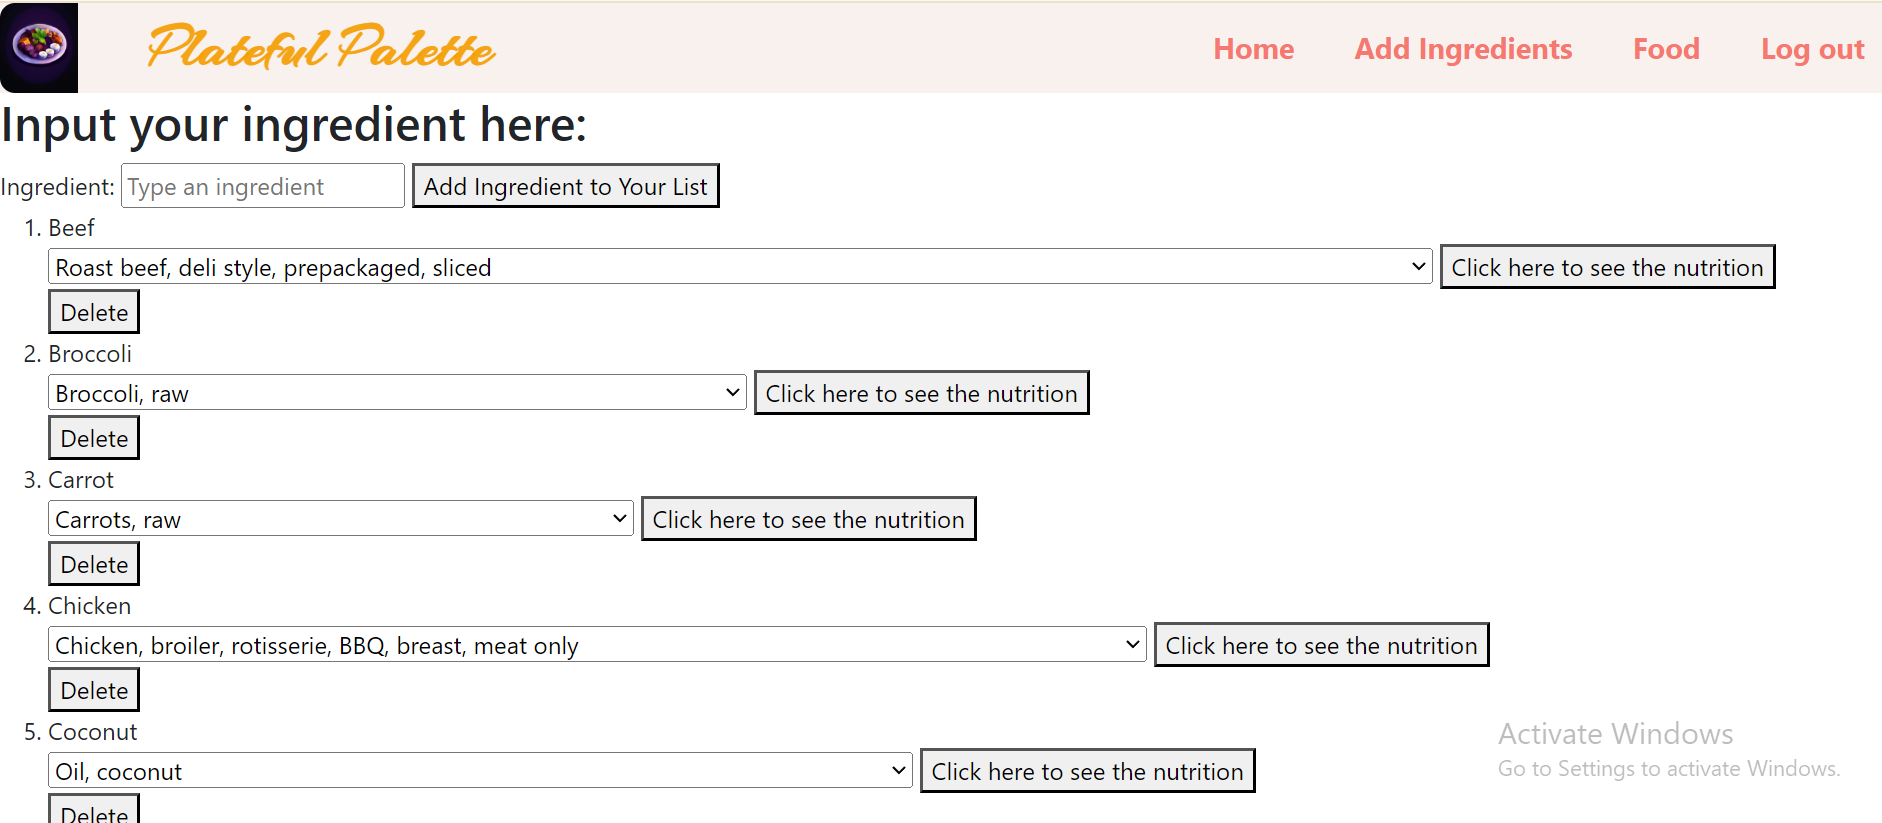 Plateful Palette Home Add Ingredients Food Log out
Input your ingredient here:
Ingredient: Type an ingredient Add Ingredient to Your List
1. Beef
Roast beef, deli style, prepackaged, sliced Click here to see the nutrition
Delete
2. Broccoli
Broccoli, raw Click here to see the nutrition
Delete
3. Carrot
Carrots, raw Click here to see the nutrition
Delete
4. Chicken
Chicken, broiler, rotisserie, BBQ, breast, meat only Click here to see the nutrition
Delete
5. Coconut
Oil, coconut Click here to see the nutrition
Delete
Activate Windows
Go to Settings to activate Windows.